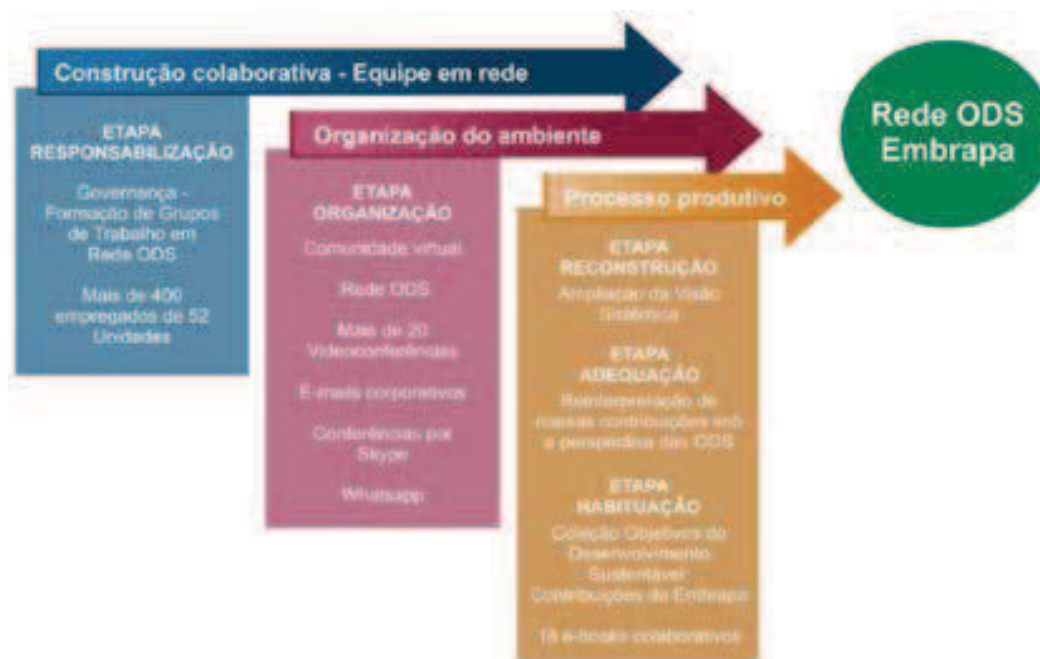 Construção colaborativa - Equipe em rede
ETAPA
RESPONSABILIZAÇÃO
Governança -
Formação de Grupos
de Trabalho em
Rede ODS
Mais de 400
empregados de 52
Unidades
Organização do ambiente
ETAPA
ORGANIZAÇÃO
Comunidade virtual
Rede ODS
Mais de 20
Videoconferências
E-mais corporativos
Conferências por
Skype
Whatsapp
Processo produtivo
ETAPA
RECONSTRUÇÃO
Ampliação da Visão
Sistêmica
ETAPA
ADEQUAÇÃO
Reinterpretação de
nossas contribuições sob
a perspectiva dos ODS
ETAPA
HABITUAÇÃO
Coleção Objetivos do
Desenvolvimento
Sustentável
Contribuições da Embrapa
18 e-books colaborativos
Rede ODS
Embrapa